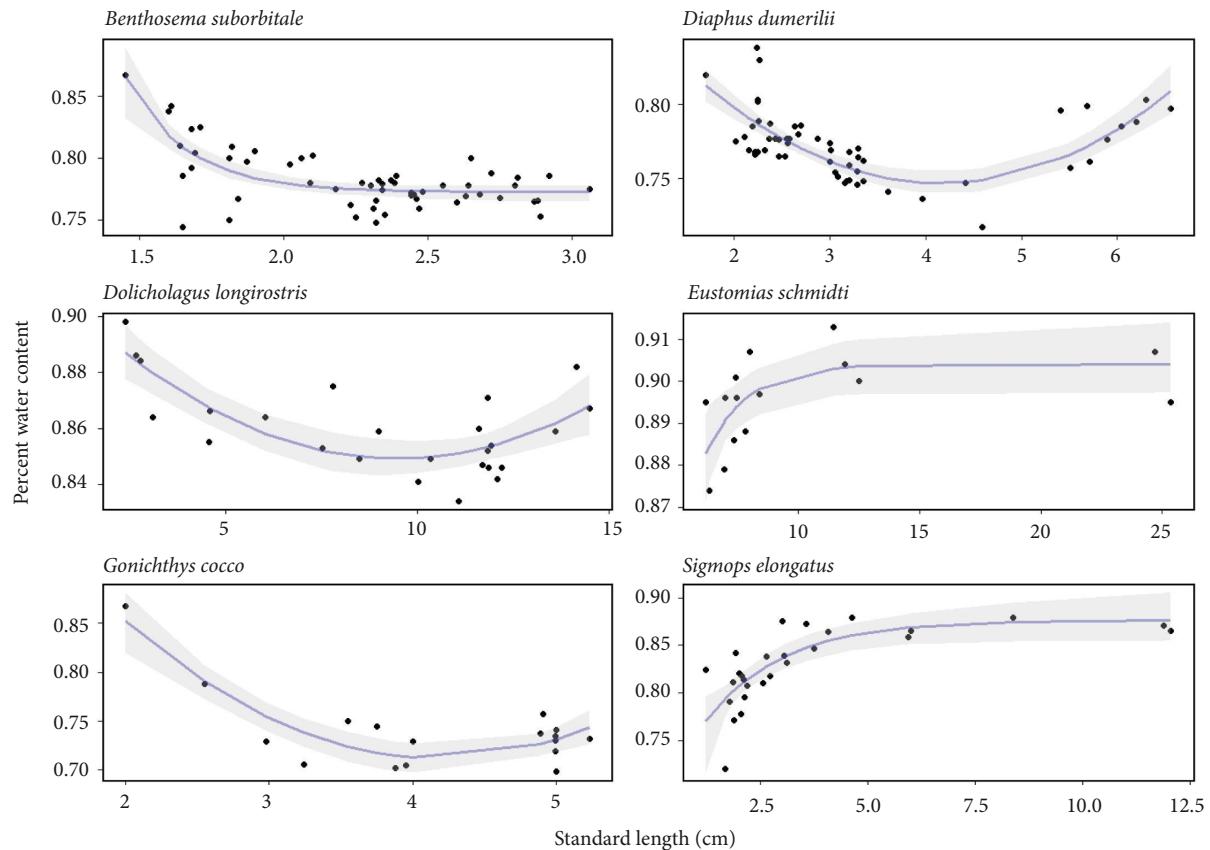 Benthosema suborbitale
Diaphus dumerilii
0.85
0.80
0.75
1.5 2.0 2.5 3.0
0.80
0.75
2 3 4 5 6
Dolicholagus longirostris
Eustomias schmidti
Percent water content
0.90
0.88
0.86
0.84
5 10 15
0.91
0.90
0.89
0.88
0.87
10 15 20 25
Gonichthys cocco
Sigmops elongatus
0.85
0.80
0.75
0.70
2 3 4 5
0.90
0.85
0.80
0.75
2.5 5.0 7.5 10.0 12.5
Standard length (cm)